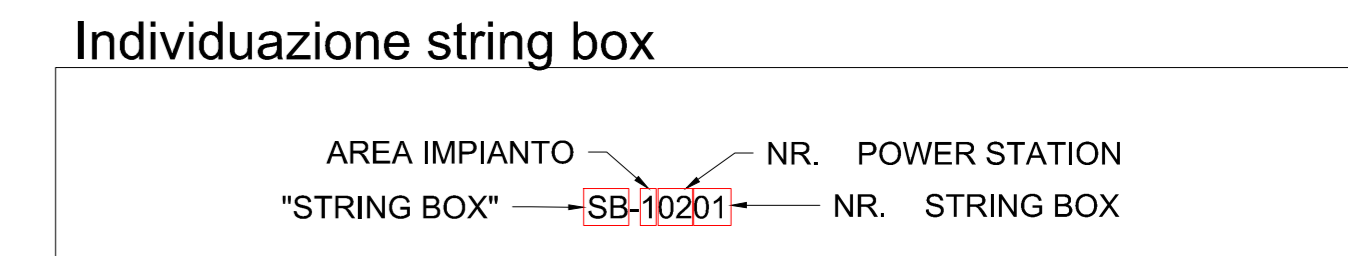 Individuazione string box
AREA IMPIANTO NR. POWER STATION
"STRING BOX" SB-10201 NR. STRING BOX